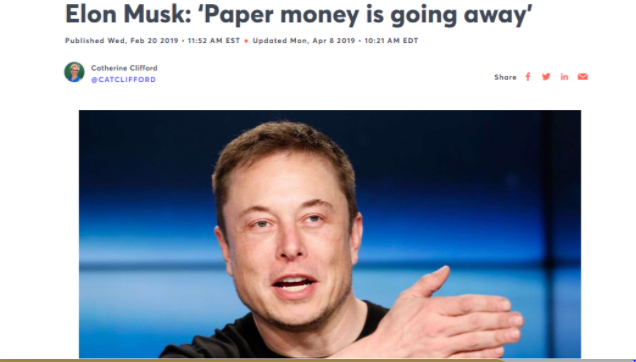 Elon Musk: ‘Paper money is going away’
Published Wed, Feb 20 2019 • 11:52 AM EST • Updated Mon, Apr 8 2019 • 10:21 AM EDT
Catherine Clifford
@CATCLIFFORD
Share f in